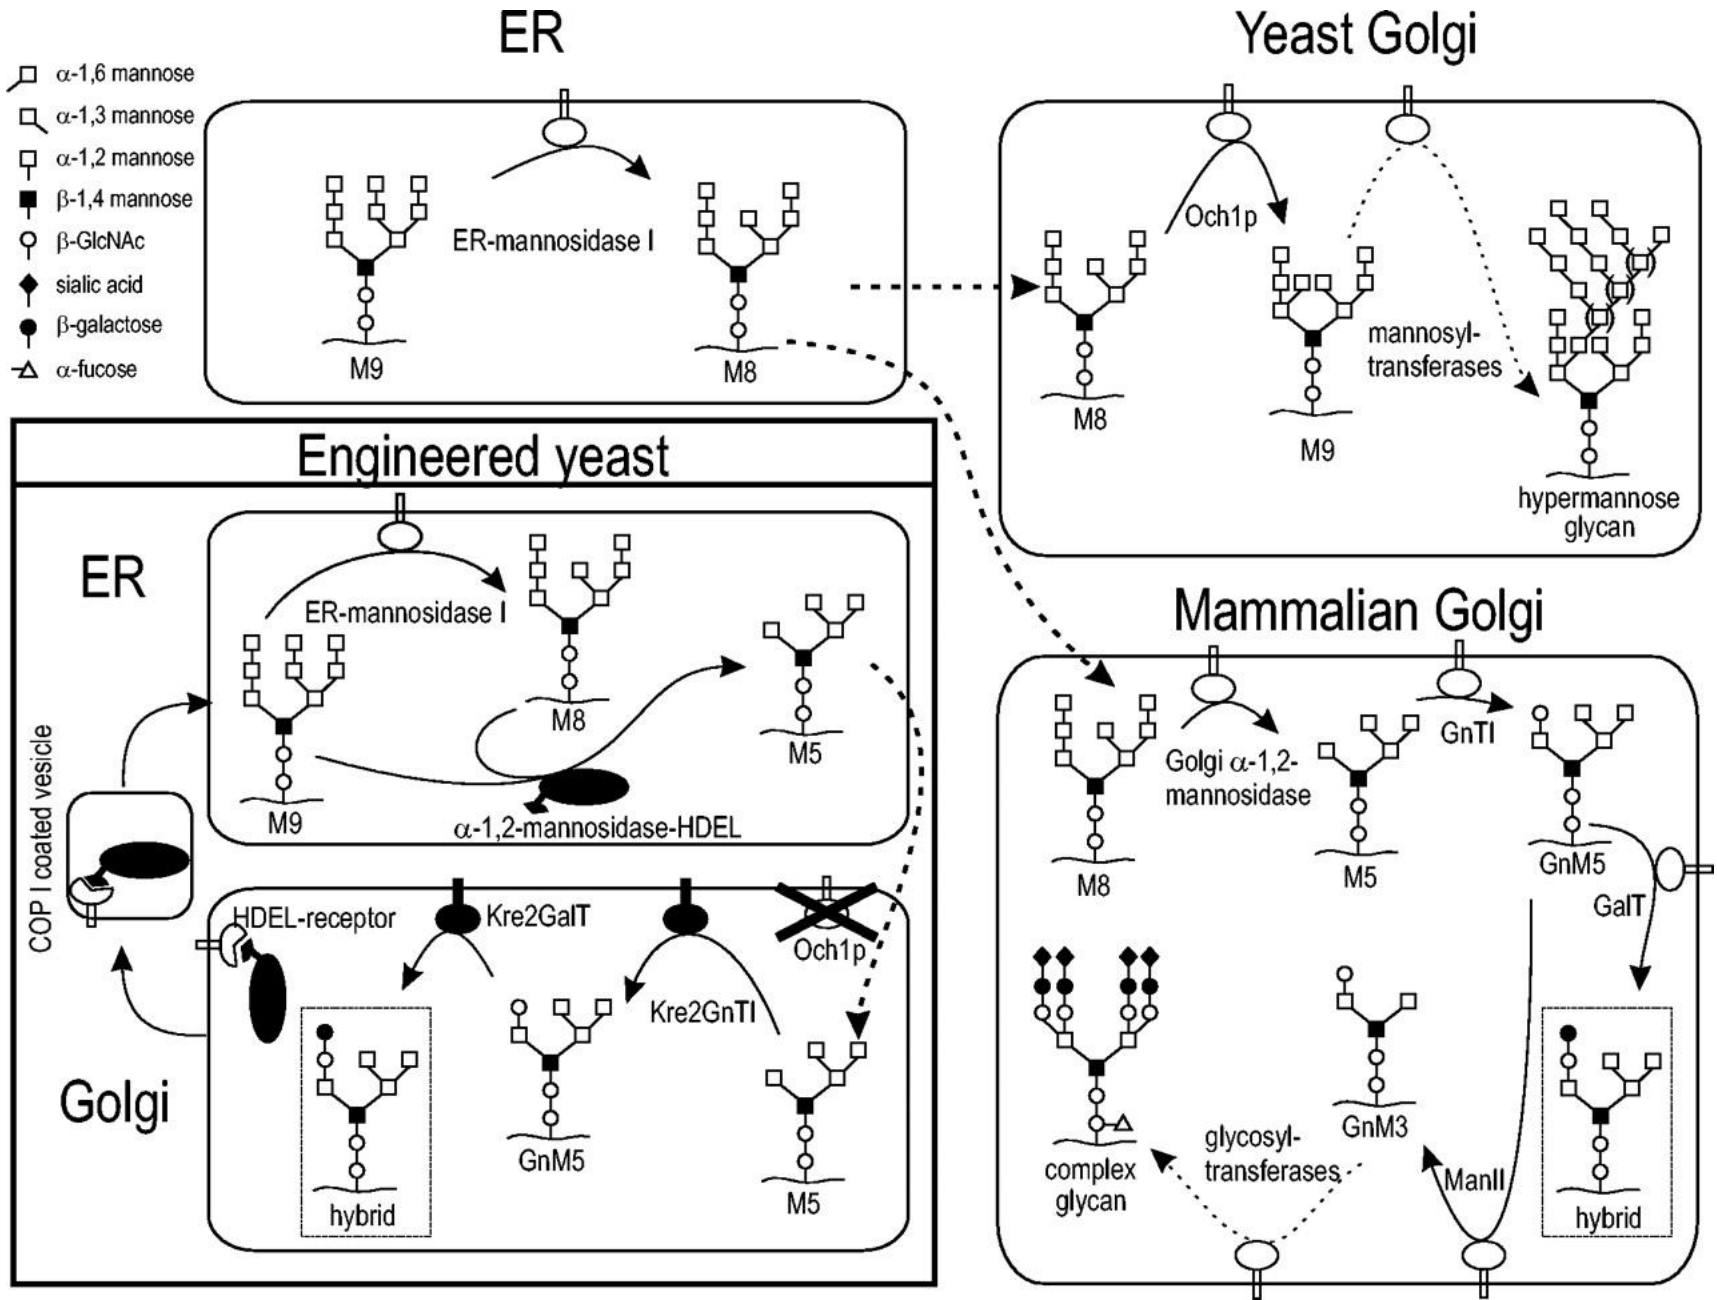 ER
Yeast Golgi
α-1,6 mannose
α-1,3 mannose
α-1,2 mannose
β-1,4 mannose
β-GlcNAc
sialic acid
β-galactose
α-fucose
ER-mannosidase I
M9
M8
Och1p
mannosyl-
transferases
M8
M9
hypermannose
glycan
Engineered yeast
ER
ER-mannosidase I
M8
M5
M9
α-1,2-mannosidase-HDEL
COP I coated vesicle
HDEL-receptor
Kre2GalT
Och1p
Kre2GnTI
Golgi
hybrid
GnM5
M5
Mammalian Golgi
GnTI
Golgi α-1,2-
mannosidase
M8
M5
GnM5
GalT
GnM3
glycosyl-
transferases
complex
glycan
ManII
hybrid